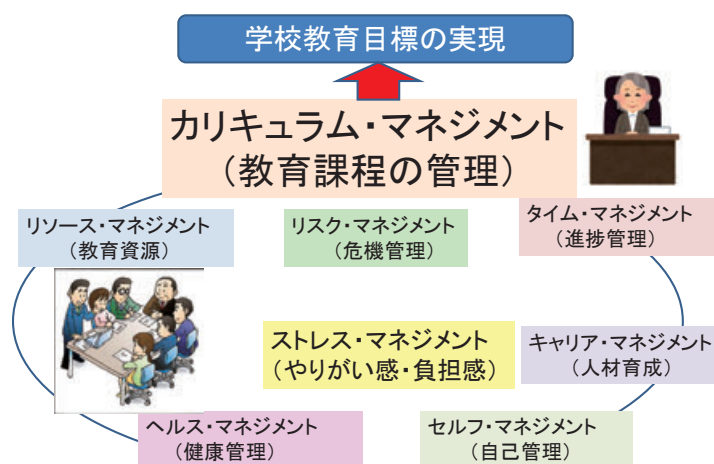 学校教育目標の実現
カリキュラム・マネジメント
（教育課程の管理）
リソース・マネジメント
（教育資源）
リスク・マネジメント
（危機管理）
タイム・マネジメント
（進捗管理）
ストレス・マネジメント
（やりがい感・負担感）
キャリア・マネジメント
（人材育成）
ヘルス・マネジメント
（健康管理）
セルフ・マネジメント
（自己管理）